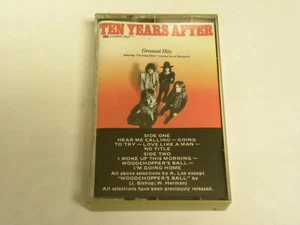 TEN YEARS AFTER
Greatest Hits
SIDE ONE
HEAR ME CALLING—GOING
TO TRY—LOVE LIKE A MAN—
NO TITLE
SIDE TWO
I WOKE UP THIS MORNING—
WOODCHOPPER'S BALL—
I'M GOING HOME
All above selections by A. Lee except
"WOODCHOPPER'S BALL" by
(J. Bishop; W. Herman)
All selections have been previously released.